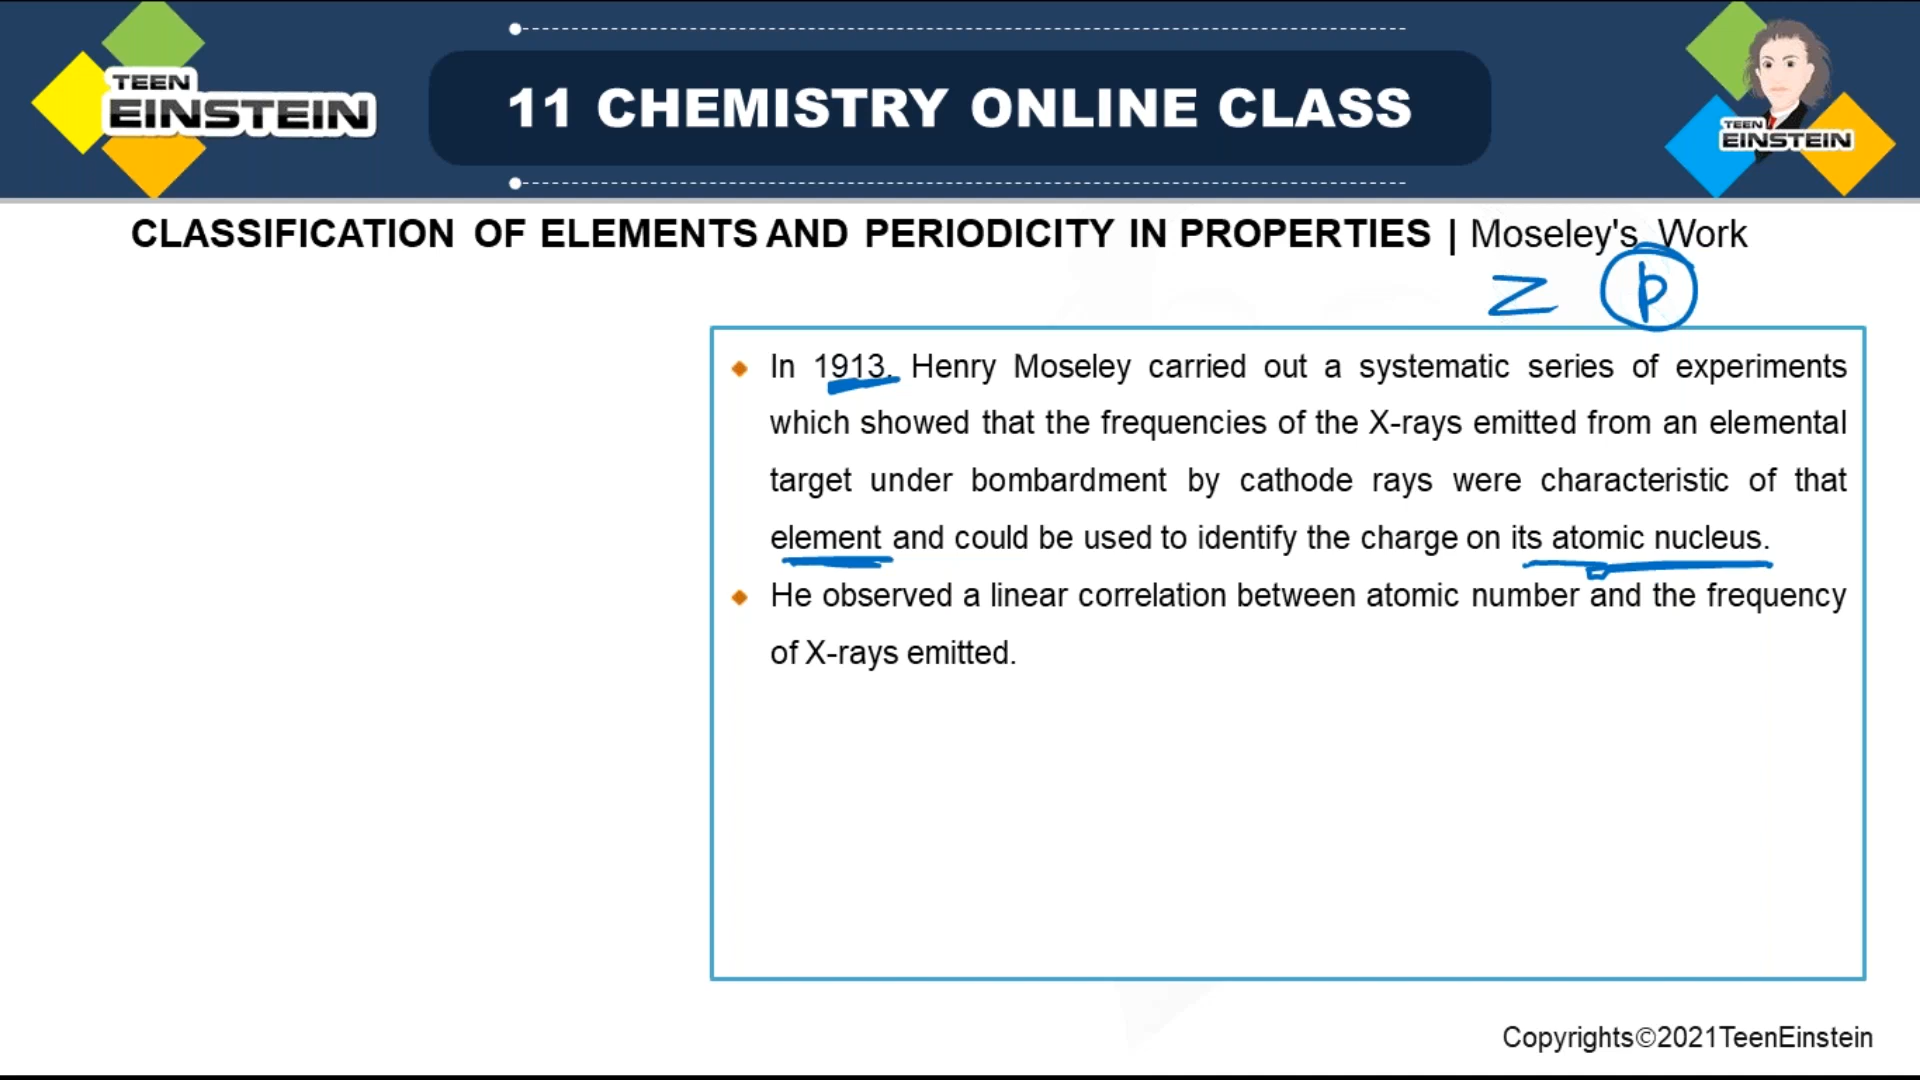 TEEN
EINSTEIN
11 CHEMISTRY ONLINE CLASS
TEEN
EINSTEIN
CLASSIFICATION OF ELEMENTS AND PERIODICITY IN PROPERTIES | Moseley's Work
Z p
In 1913, Henry Moseley carried out a systematic series of experiments
which showed that the frequencies of the X-rays emitted from an elemental
target under bombardment by cathode rays were characteristic of that
element and could be used to identify the charge on its atomic nucleus.
He observed a linear correlation between atomic number and the frequency
of X-rays emitted.
Copyrights©2021TeenEinstein